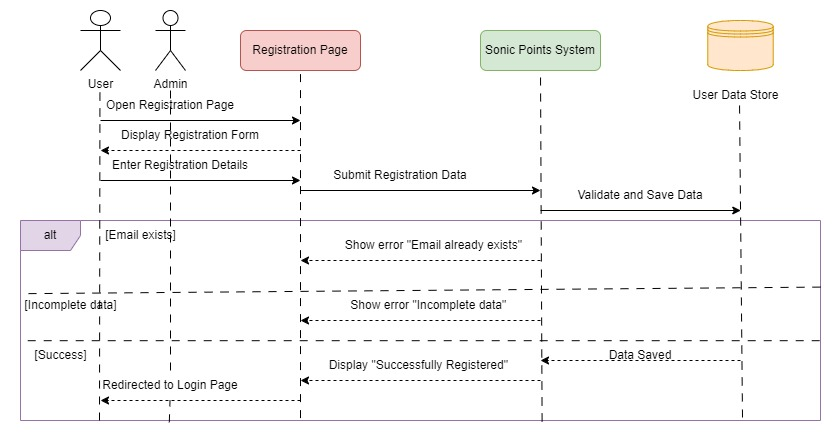 Registration Page
Sonic Points System
User
Admin
User Data Store
Open Registration Page
Display Registration Form
Enter Registration Details
Submit Registration Data
Validate and Save Data
alt
[Email exists]
Show error "Email already exists"
[Incomplete data]
Show error "Incomplete data"
[Success]
Data Saved
Display "Successfully Registered"
Redirected to Login Page